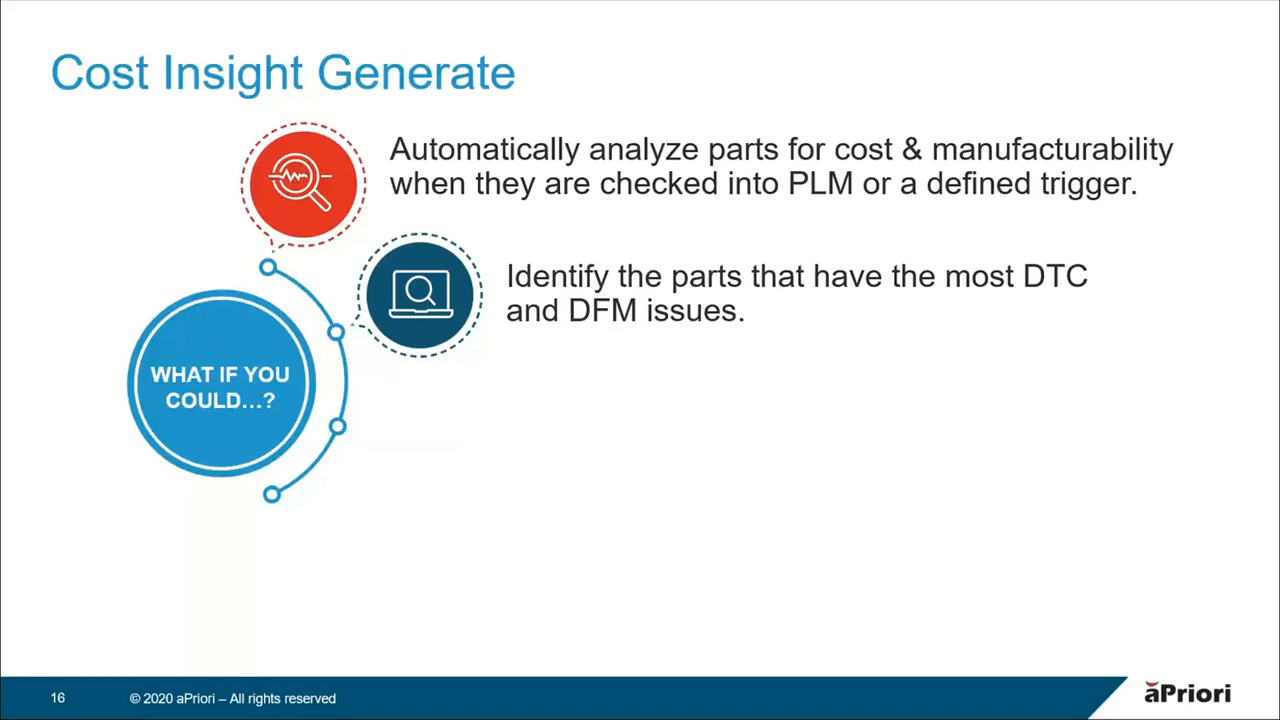 Cost Insight Generate
Automatically analyze parts for cost & manufacturability
when they are checked into PLM or a defined trigger.
Identify the parts that have the most DTC
and DFM issues.
WHAT IF YOU
COULD...?
16
© 2020 aPriori – All rights reserved
aPriori